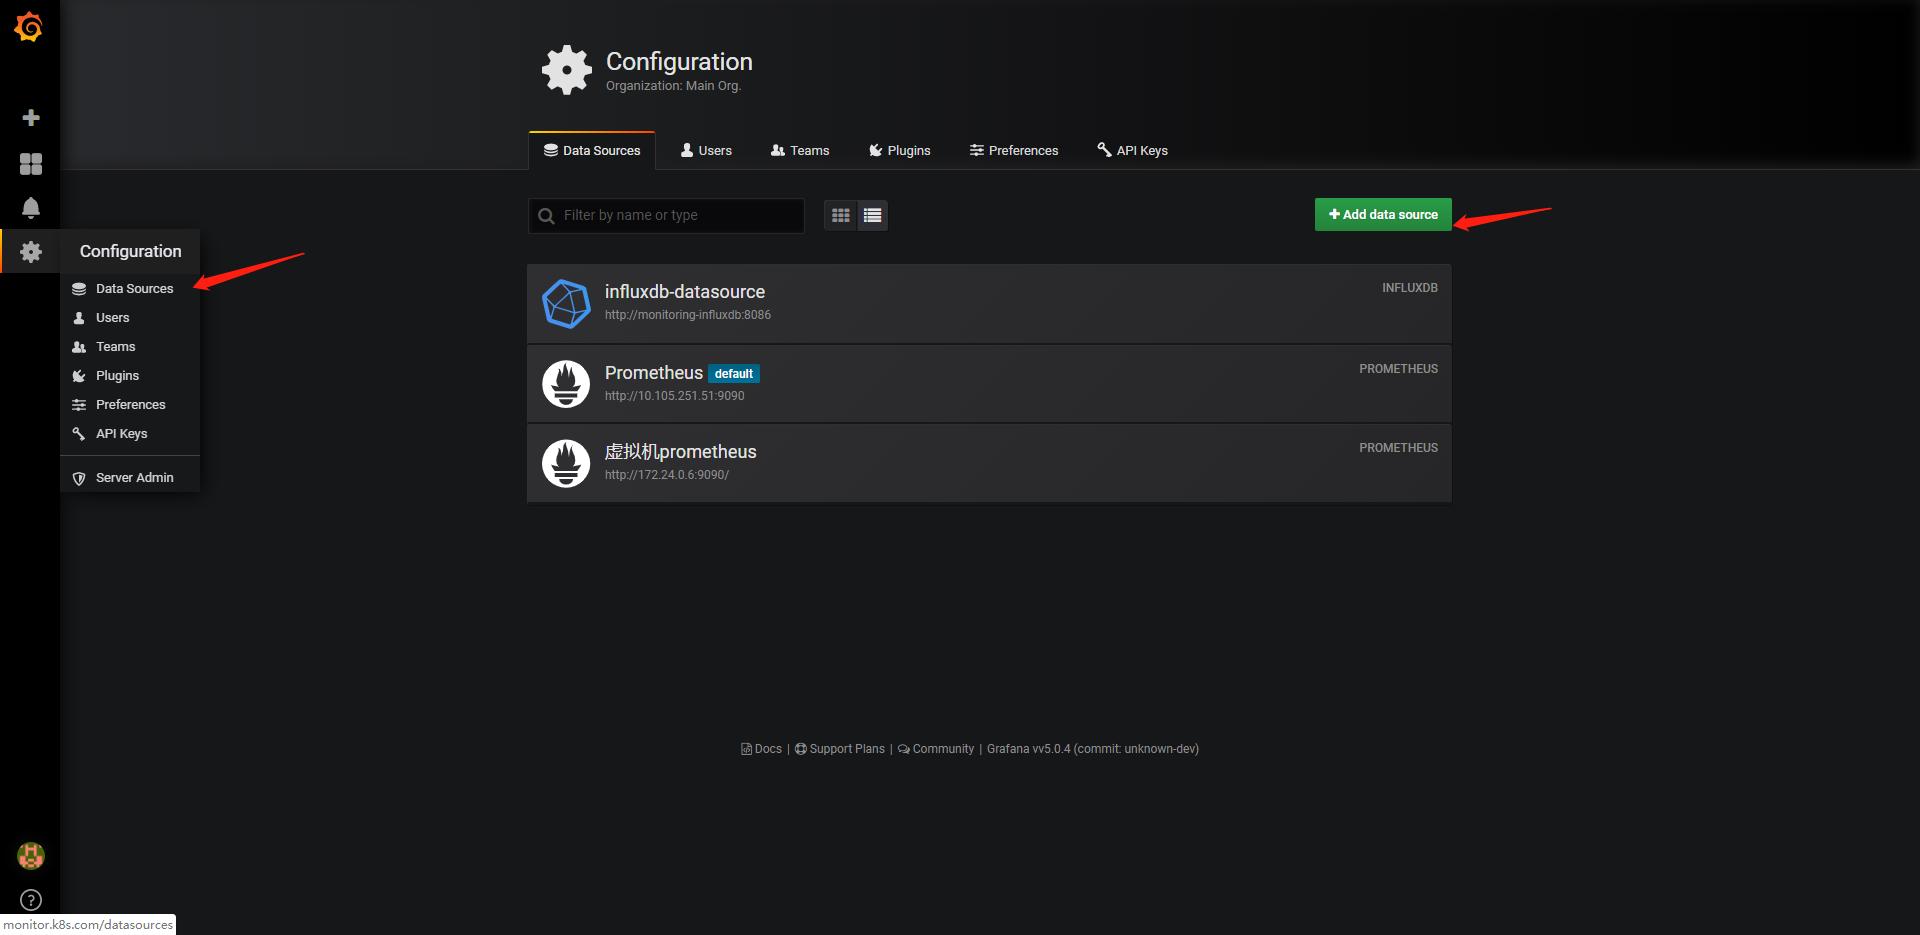 Configuration
Organization: Main Org.
Data Sources
Users
Teams
Plugins
Preferences
API Keys
Filter by name or type
Add data source
Configuration
Data Sources
Users
Teams
Plugins
Preferences
API Keys
Server Admin
influxdb-datasource
INFLUXDB
http://monitoring-influxdb:8086
Prometheus default
PROMETHEUS
http://10.105.251.51:9090
虚拟机prometheus
PROMETHEUS
http://172.24.0.6:9090/
Docs | Support Plans | Community | Grafana vv5.0.4 (commit: unknown-dev)
monitor.k8s.com/datasources